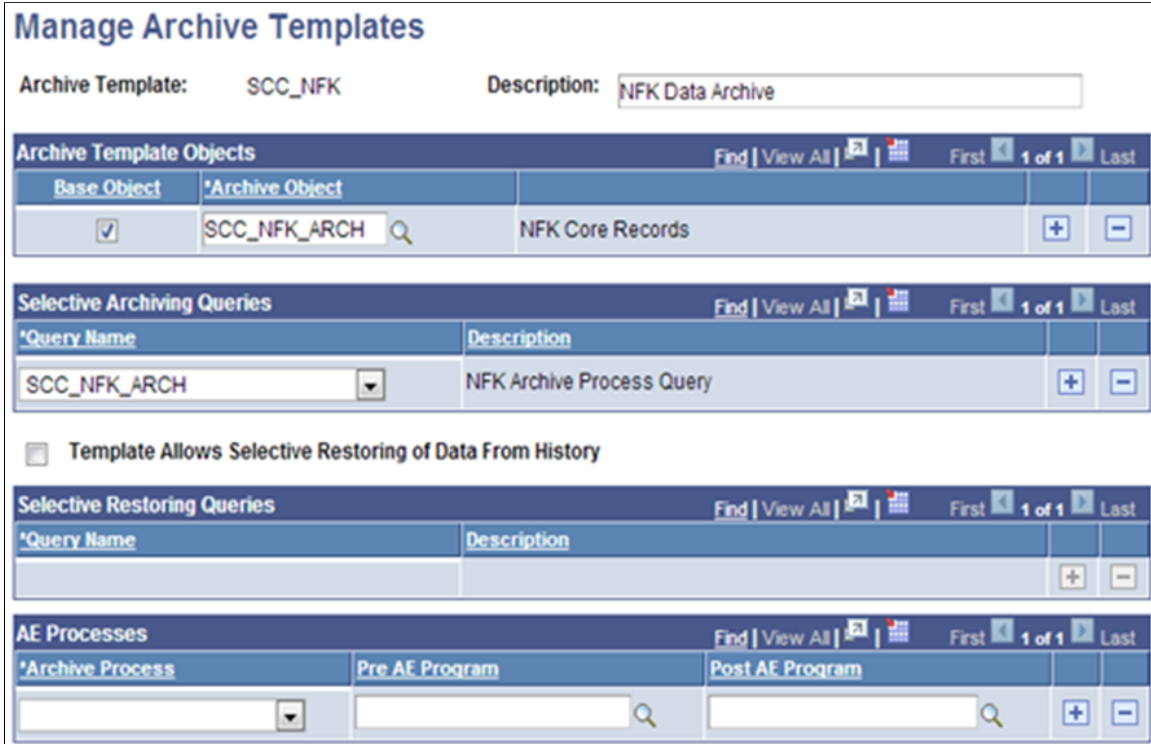 Manage Archive Templates
Archive Template: SCC_NFK Description: NFK Data Archive
Archive Template Objects Find | View All | | First 1 of 1 Last
Base Object *Archive Object
SCC_NFK_ARCH NFK Core Records
Selective Archiving Queries Find | View All | | First 1 of 1 Last
*Query Name Description
SCC_NFK_ARCH NFK Archive Process Query
Template Allows Selective Restoring of Data From History
Selective Restoring Queries Find | View All | | First 1 of 1 Last
*Query Name Description
AE Processes Find | View All | | First 1 of 1 Last
*Archive Process Pre AE Program Post AE Program